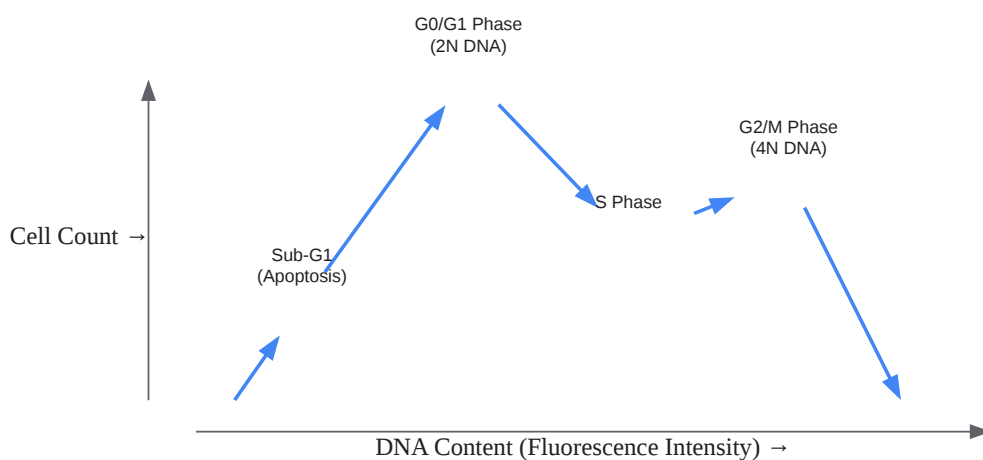 G0/G1 Phase
(2N DNA)
G2/M Phase
(4N DNA)
S Phase
Cell Count →
Sub-G1
(Apoptosis)
DNA Content (Fluorescence Intensity) →